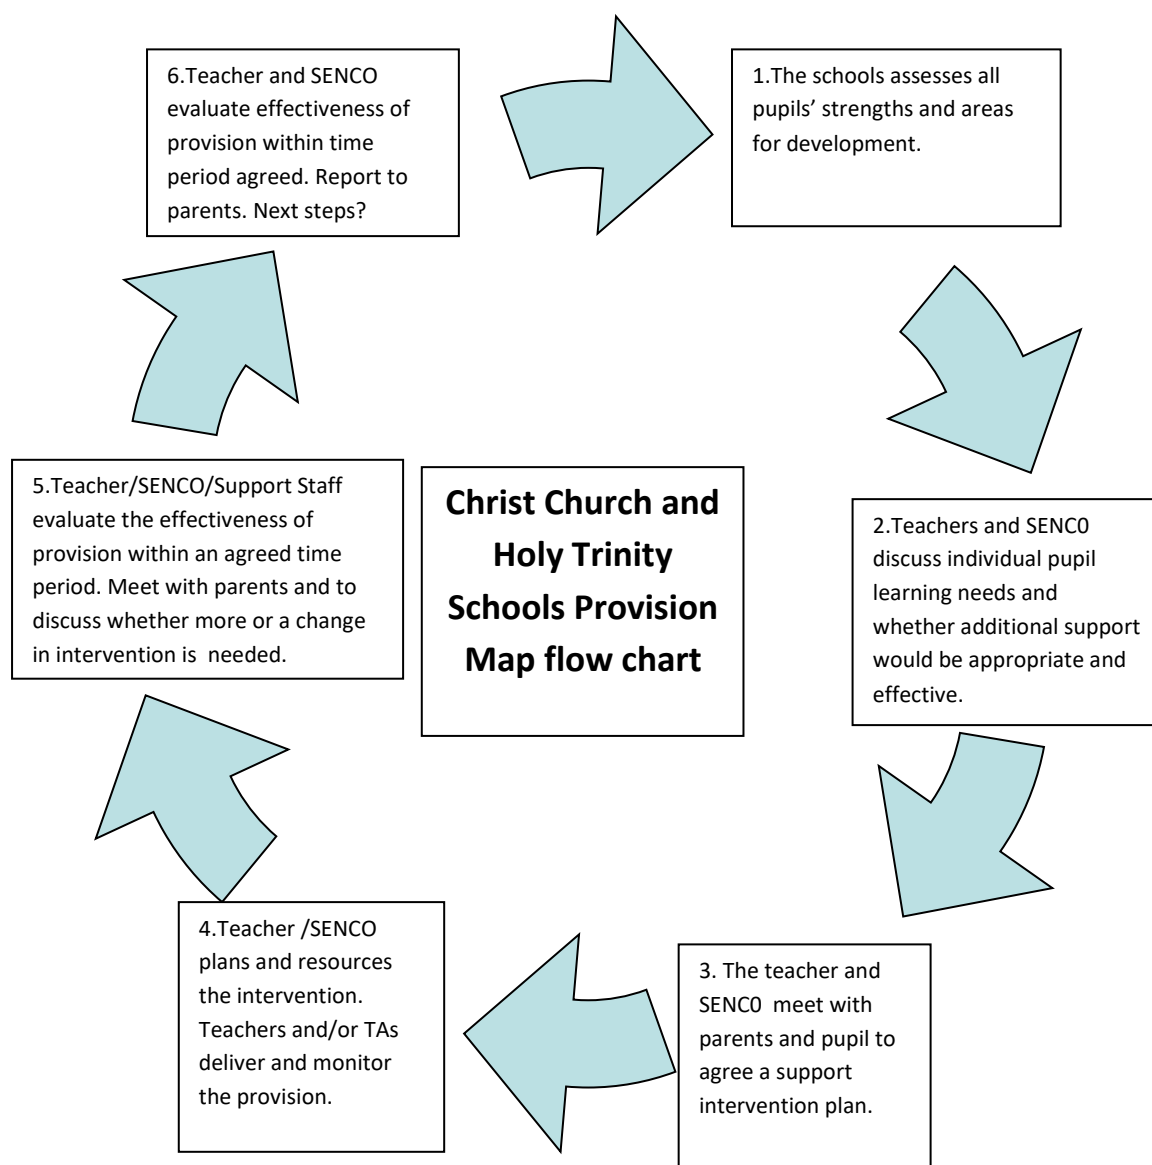 6.Teacher and SENCO
evaluate effectiveness of
provision within time
period agreed. Report to
parents. Next steps?
1.The schools assesses all
pupils’ strengths and areas
for development.
5.Teacher/SENCO/Support Staff
evaluate the effectiveness of
provision within an agreed time
period. Meet with parents and to
discuss whether more or a change
in intervention is  needed.
Christ Church and
Holy Trinity
Schools Provision
Map flow chart
2.Teachers and SENC0
discuss individual pupil
learning needs and
whether additional support
would be appropriate and
effective.
4.Teacher /SENCO
plans and resources
the intervention.
Teachers and/or TAs
deliver and monitor
the provision.
3. The teacher and
SENC0  meet with
parents and pupil to
agree a support
intervention plan.